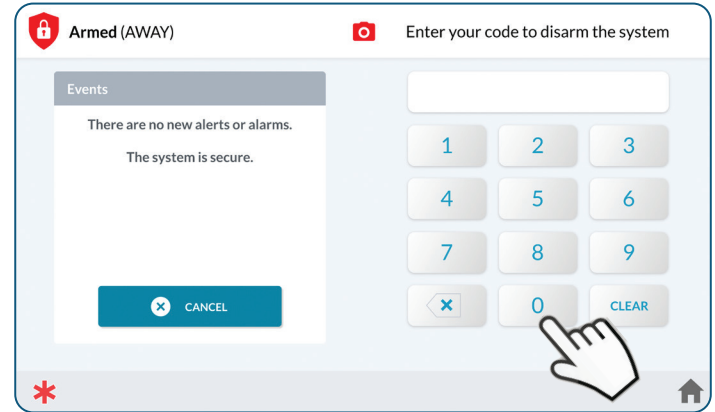 Armed (AWAY)
Enter your code to disarm the system
Events
There are no new alerts or alarms.
The system is secure.
CANCEL
1 2 3
4 5 6
7 8 9
0 CLEAR